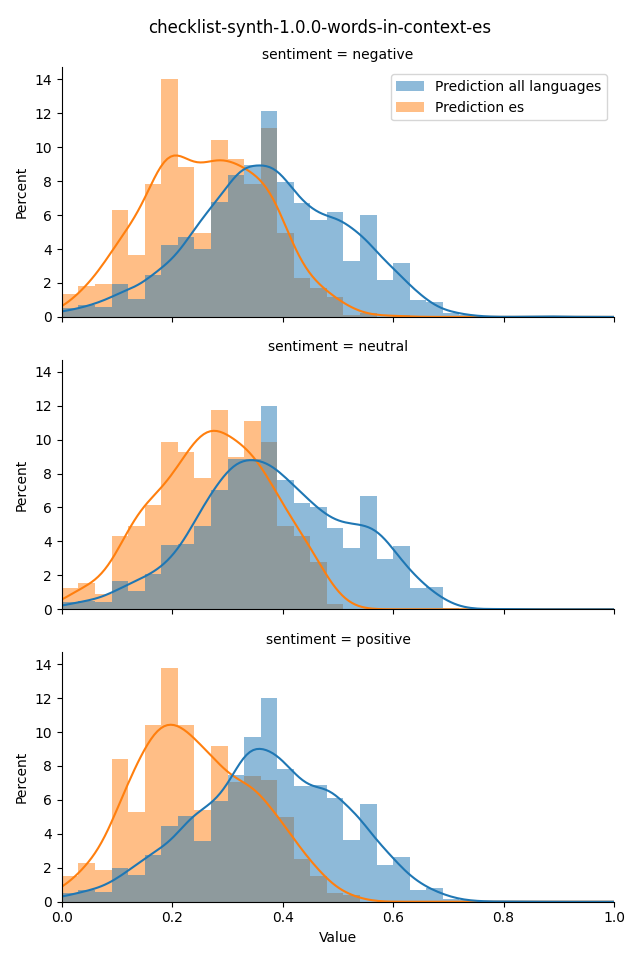 checklist-synth-1.0.0-words-in-context-es
sentiment = negative
14
12
10
8
6
4
2
0
Percent
Prediction all languages
Prediction es
sentiment = neutral
14
12
10
8
6
4
2
0
Percent
sentiment = positive
14
12
10
8
6
4
2
0
Percent
0.0 0.2 0.4 0.6 0.8 1.0
Value